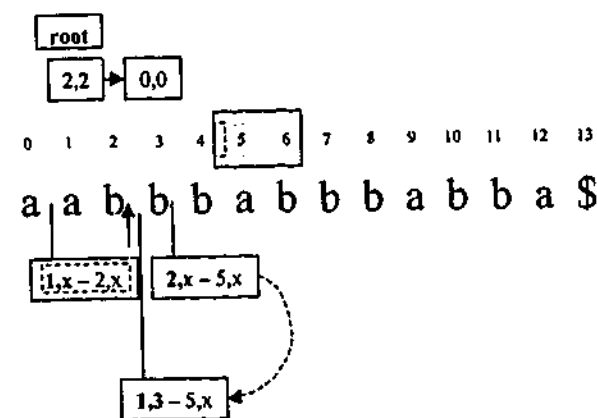 root
2,2 0,0
0 1 2 3 4 5 6 7 8 9 10 11 12 13
a a b b b a b b b a b b a $
1,x – 2,x 2,x – 5,x
1,3 – 5,x